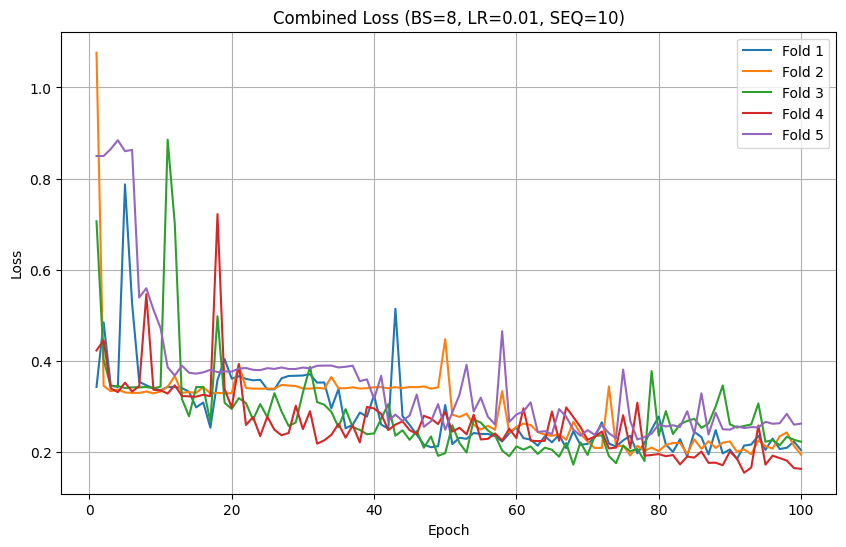 Combined Loss (BS=8, LR=0.01, SEQ=10)
Fold 1
Fold 2
Fold 3
Fold 4
Fold 5
Loss
1.0
0.8
0.6
0.4
0.2
0 20 40 60 80 100
Epoch